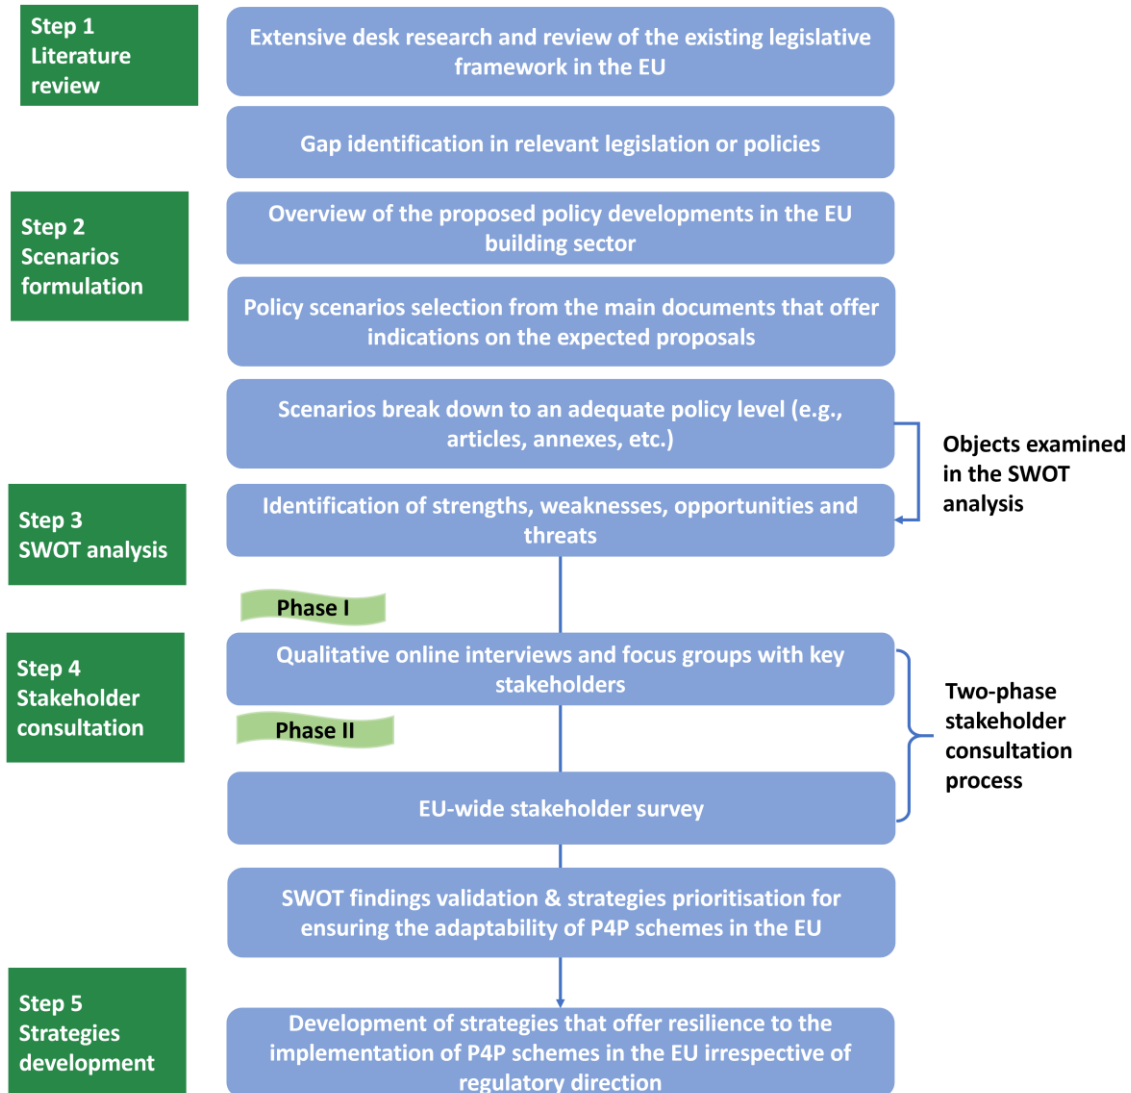 Step 1
Literature
review
Extensive desk research and review of the existing legislative
framework in the EU
Gap identification in relevant legislation or policies
Step 2
Scenarios
formulation
Overview of the proposed policy developments in the EU
building sector
Policy scenarios selection from the main documents that offer
indications on the expected proposals
Scenarios break down to an adequate policy level (e.g.,
articles, annexes, etc.)
Objects examined
in the SWOT
analysis
Step 3
SWOT analysis
Identification of strengths, weaknesses, opportunities and
threats
Phase I
Step 4
Stakeholder
consultation
Qualitative online interviews and focus groups with key
stakeholders
Phase II
Two-phase
stakeholder
consultation
process
EU-wide stakeholder survey
SWOT findings validation & strategies prioritisation for
ensuring the adaptability of P4P schemes in the EU
Step 5
Strategies
development
Development of strategies that offer resilience to the
implementation of P4P schemes in the EU irrespective of
regulatory direction